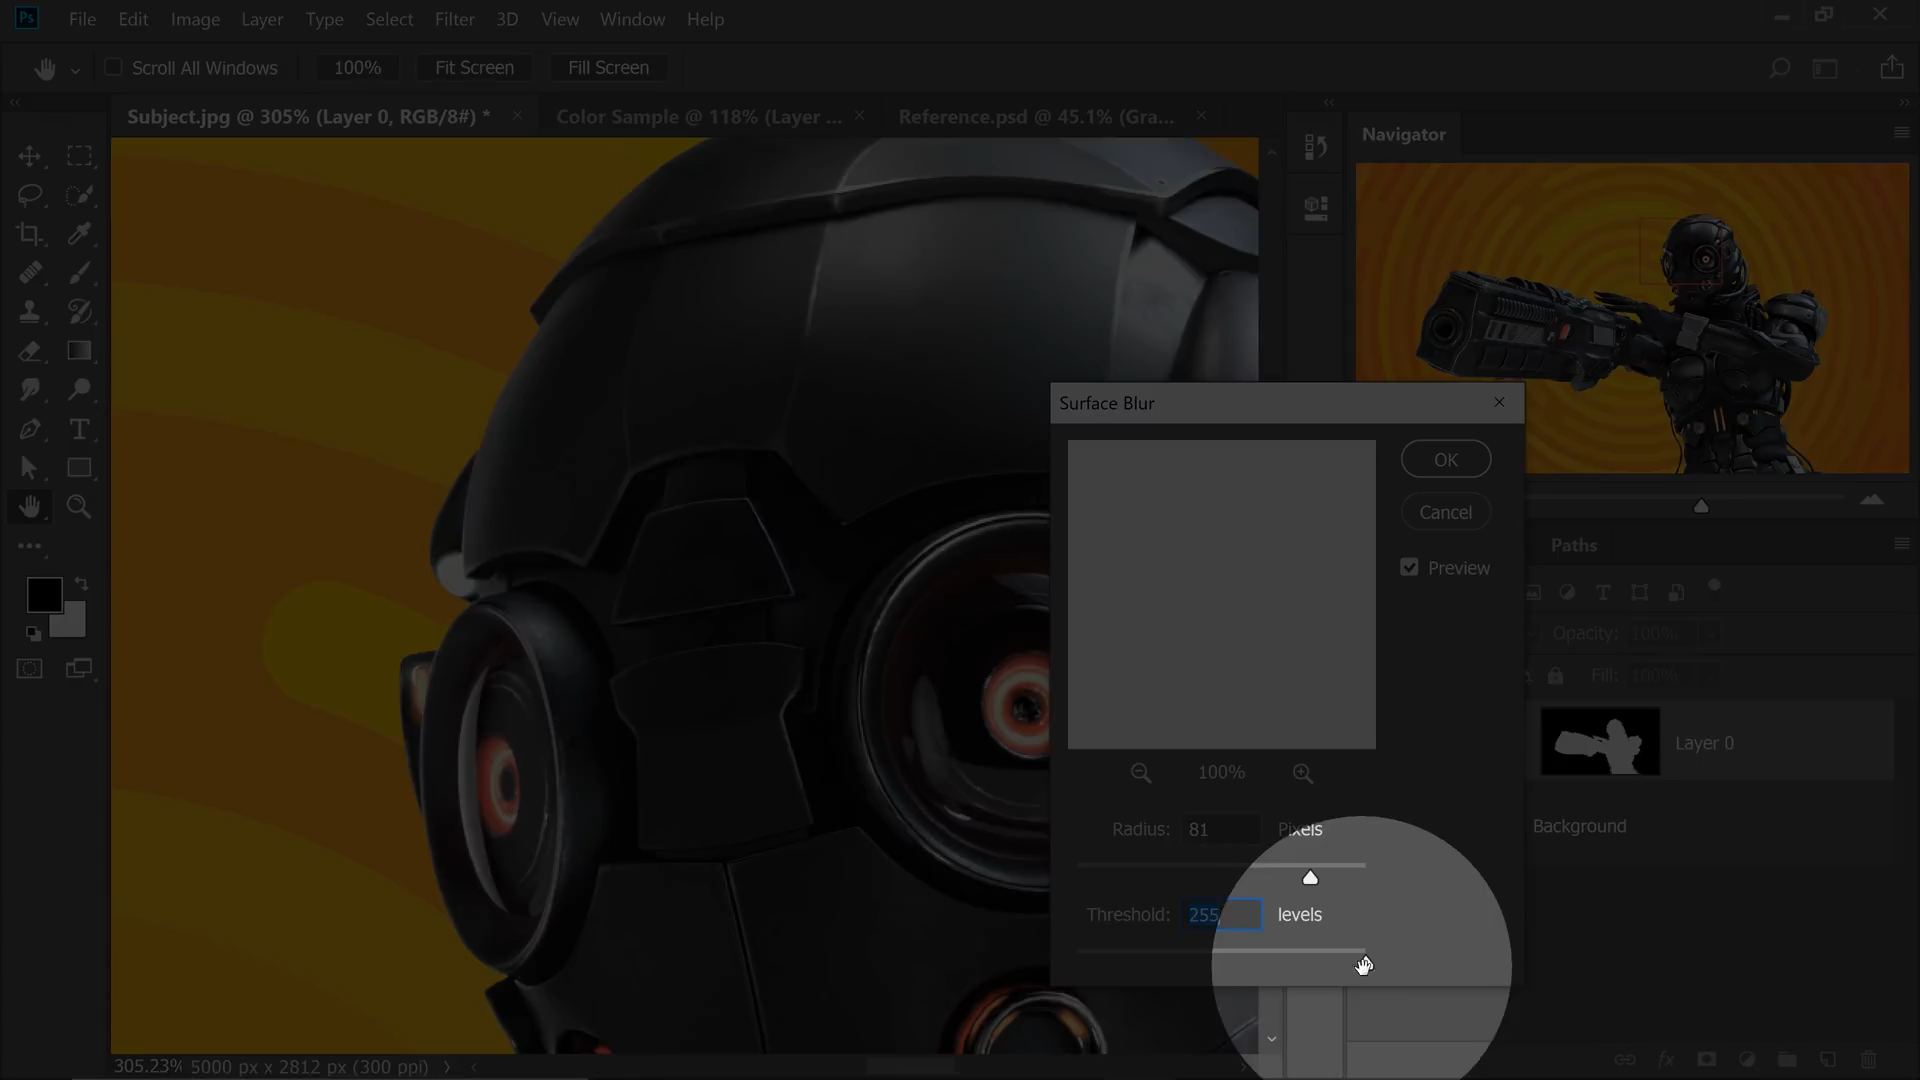 Ps File Edit Image Layer Type Select Filter 3D View Window Help
Scroll All Windows 100% Fit Screen Fill Screen
Subject.jpg @ 305% (Layer 0, RGB/8#) * Color Sample @ 118% (Layer ... Reference.psd @ 45.1% (Gra...
Navigator
Surface Blur
OK
Cancel
Preview
100%
Radius: 81 Pixels
Threshold: 255 levels
Paths
Opacity: 100%
Fill: 100%
Layer 0
Background
305.23% 5000 px x 2812 px (300 ppi)